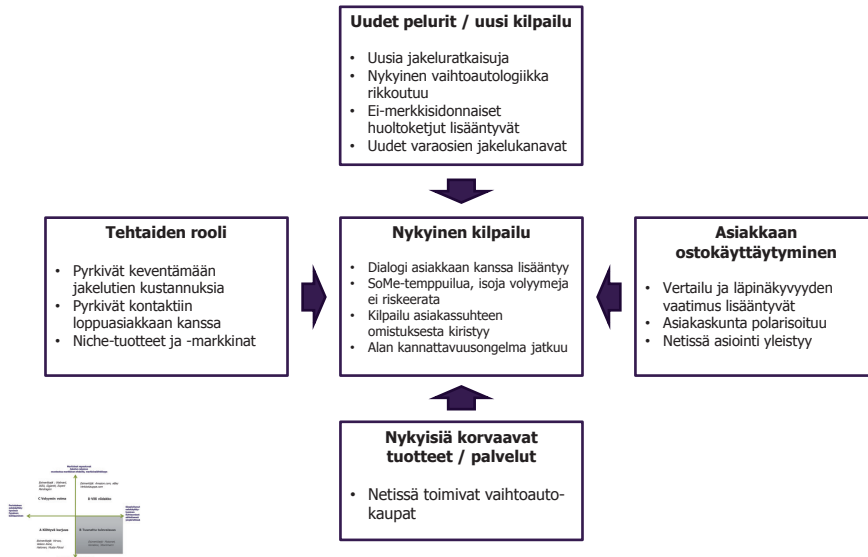 Uudet pelurit / uusi kilpailu
• Uusia jakeluratkaisuja
• Nykyinen vaihtoautologiikka
rikkoutuu
• Ei-merkkisidonnaiset
huoltoketjut lisääntyvät
• Uudet varaosien jakelukanavat
Tehtaiden rooli
• Pyrkivät keventämään
jakelutien kustannuksia
• Pyrkivät kontaktiin
loppuasiakkaan kanssa
• Niche-tuotteet ja -markkinat
Nykyinen kilpailu
• Dialogi asiakkaan kanssa lisääntyy
• SoMe-temppuilua, isoja volyymeja
ei riskeerata
• Kilpailu asiakassuhteen
omistuksesta kiristyy
• Alan kannattavuusongelma jatkuu
Asiakkaan
ostokäyttäytyminen
• Vertailu ja läpinäkyvyyden
vaatimus lisääntyvät
• Asiakaskunta polarisoituu
• Netissä asiointi yleistyy
Nykyisiä korvaavat
tuotteet / palvelut
• Netissä toimivat vaihtoauto-
kaupat